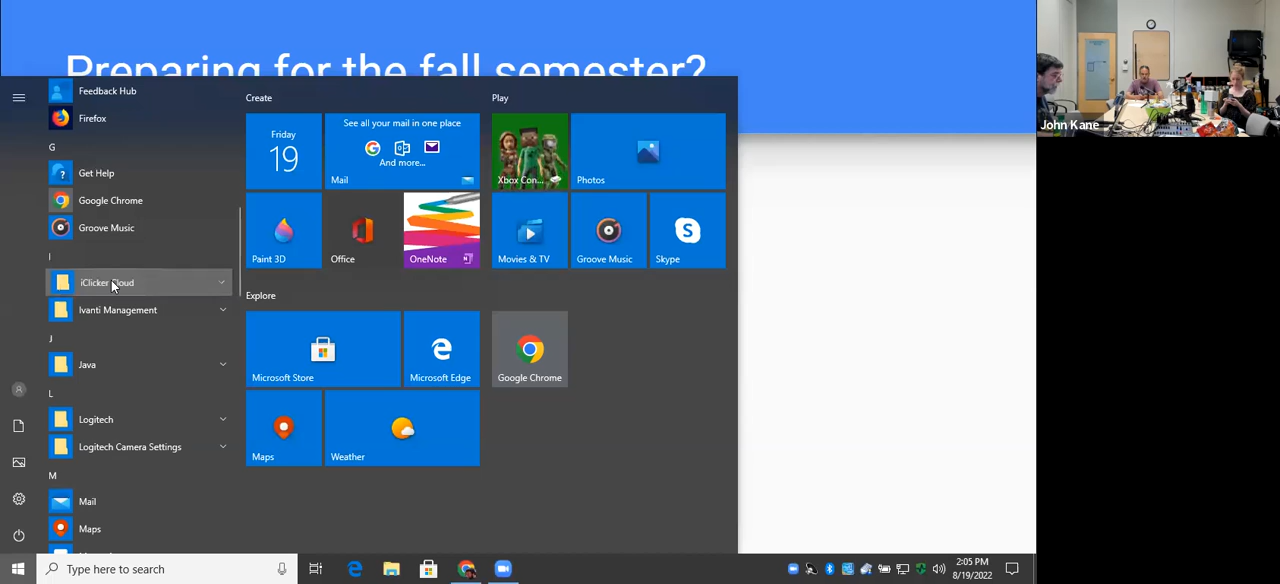 Preparing for the fall semester?
John Kane
Feedback Hub
Firefox
G
Get Help
Google Chrome
Groove Music
I
iClicker Cloud
Ivanti Management
J
Java
L
Logitech
Logitech Camera Settings
M
Mail
Maps
Create
Friday
19
See all your mail in one place
And more...
Mail
Paint 3D
Office
OneNote
Explore
Microsoft Store
Microsoft Edge
Maps
Weather
Play
Xbox Con...
Photos
Movies & TV
Groove Music
Skype
Google Chrome
Type here to search
2:05 PM
8/19/2022